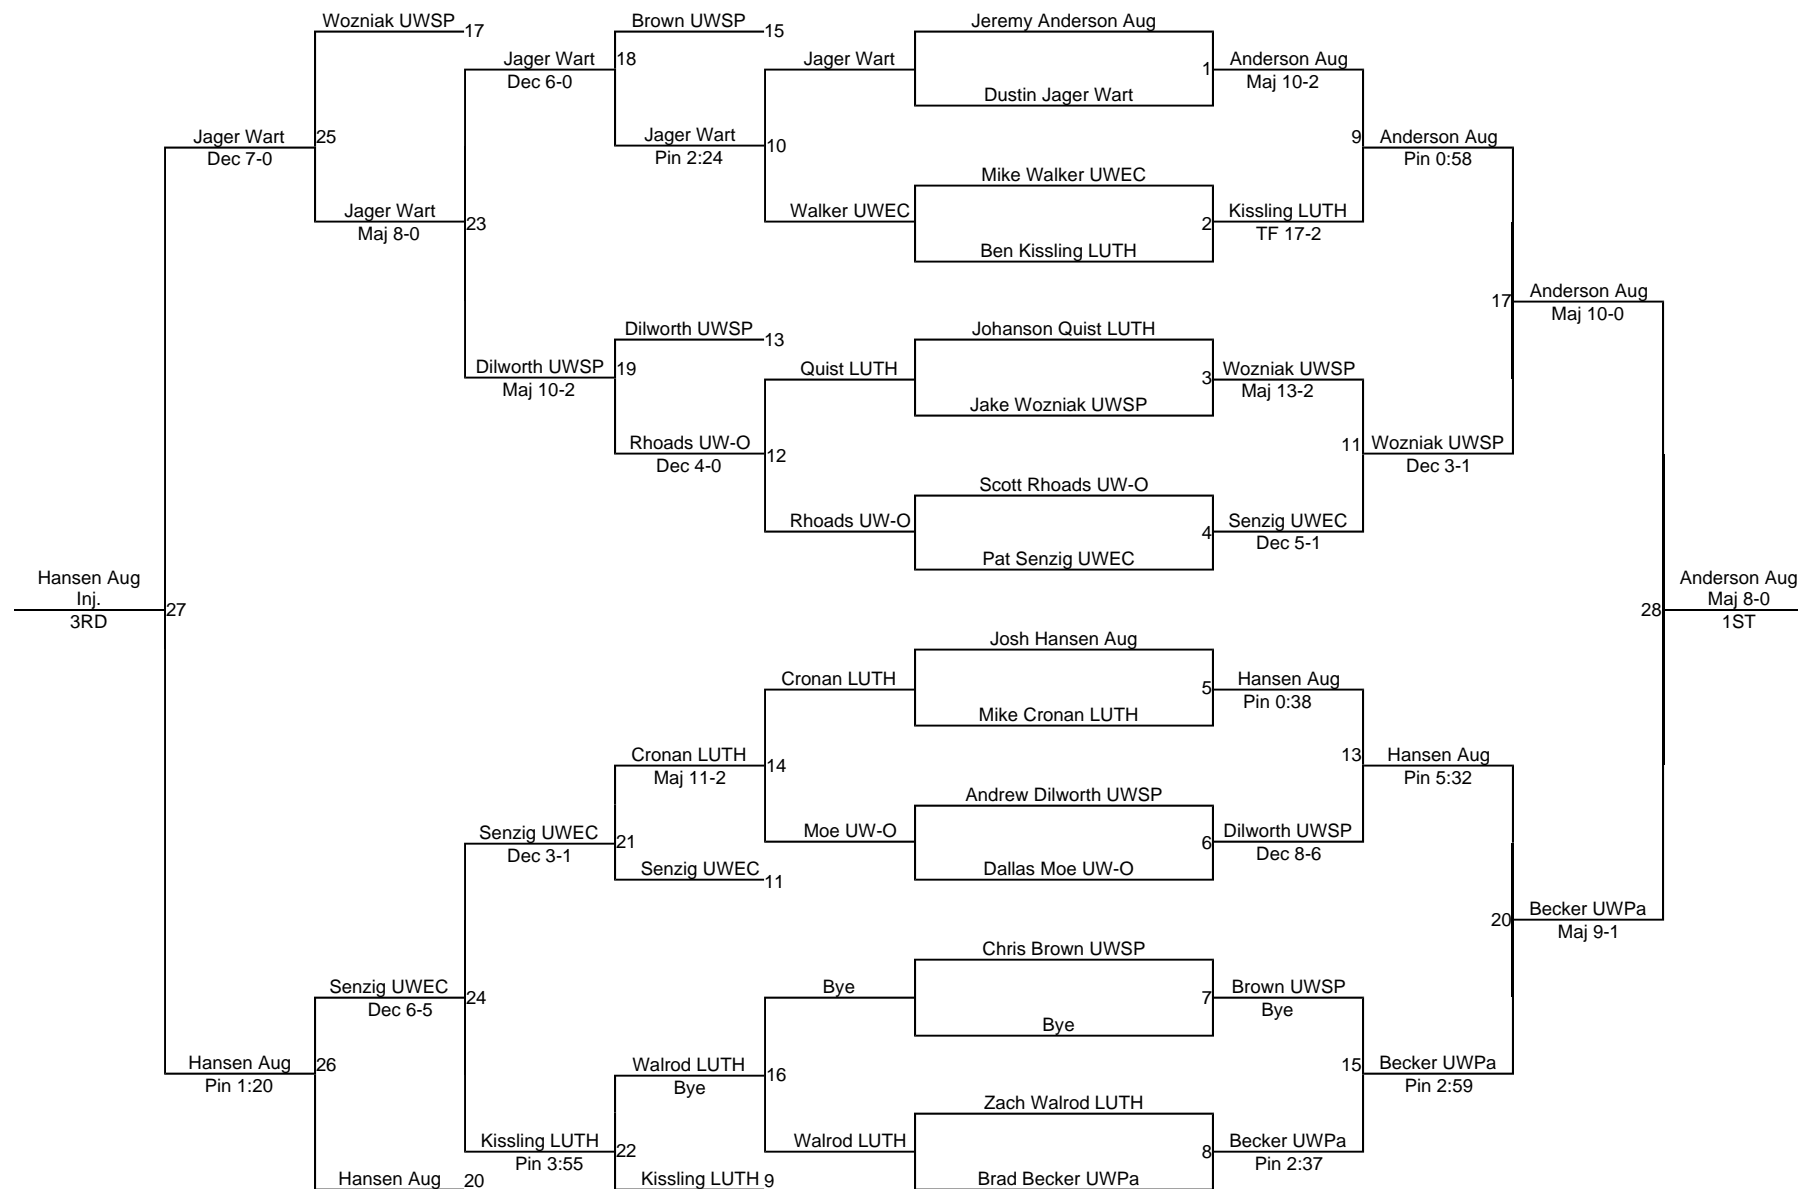 Wozniak UWSP
17
Brown UWSP
15
Jeremy Anderson Aug
Jager Wart
Dec 6-0
18
Jager Wart
1
Anderson Aug
Maj 10-2
Dustin Jager Wart
Jager Wart
Dec 7-0
25
Jager Wart
Pin 2:24
10
9
Anderson Aug
Pin 0:58
Mike Walker UWEC
Jager Wart
Maj 8-0
23
Walker UWEC
2
Kissling LUTH
TF 17-2
Ben Kissling LUTH
17
Anderson Aug
Maj 10-0
Dilworth UWSP
13
Johanson Quist LUTH
Dilworth UWSP
Maj 10-2
19
Quist LUTH
3
Wozniak UWSP
Maj 13-2
Jake Wozniak UWSP
Rhoads UW-O
Dec 4-0
12
11
Wozniak UWSP
Dec 3-1
Scott Rhoads UW-O
Rhoads UW-O
4
Senzig UWEC
Dec 5-1
Pat Senzig UWEC
Hansen Aug
Inj.
3RD
27
28
Anderson Aug
Maj 8-0
1ST
Josh Hansen Aug
Cronan LUTH
5
Hansen Aug
Pin 0:38
Mike Cronan LUTH
Cronan LUTH
Maj 11-2
14
13
Hansen Aug
Pin 5:32
Andrew Dilworth UWSP
Senzig UWEC
Dec 3-1
21
Moe UW-O
6
Dilworth UWSP
Dec 8-6
Senzig UWEC
11
Dallas Moe UW-O
20
Becker UWPa
Maj 9-1
Chris Brown UWSP
Senzig UWEC
Dec 6-5
24
Bye
7
Brown UWSP
Bye
Bye
Hansen Aug
Pin 1:20
26
Walrod LUTH
Bye
16
15
Becker UWPa
Pin 2:59
Zach Walrod LUTH
Kissling LUTH
Pin 3:55
22
Walrod LUTH
8
Becker UWPa
Pin 2:37
Hansen Aug
20
Kissling LUTH
9
Brad Becker UWPa